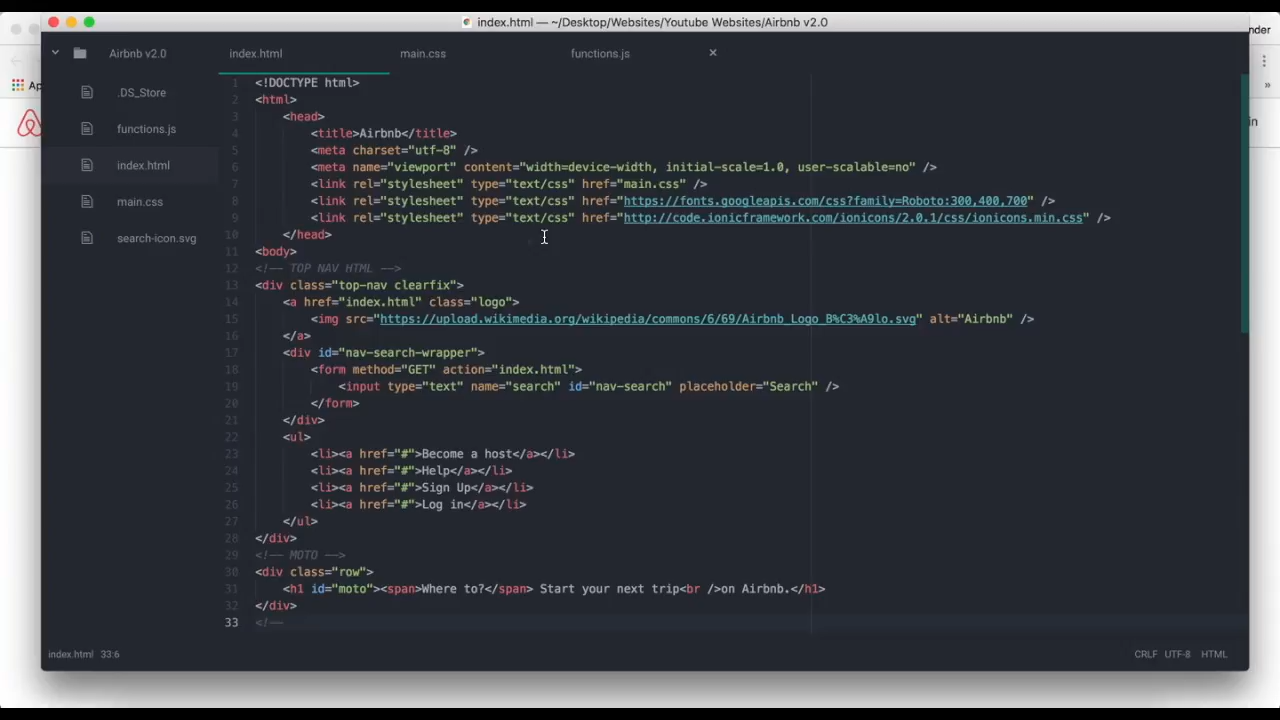 index.html — ~/Desktop/Websites/Youtube Websites/Airbnb v2.0
nder
Ap
»
in
Airbnb v2.0
.DS_Store
functions.js
index.html
main.css
search-icon.svg
index.html main.css functions.js ×
1 <!DOCTYPE html>
2 <html>
3 <head>
4 <title>Airbnb</title>
5 <meta charset="utf-8" />
6 <meta name="viewport" content="width=device-width, initial-scale=1.0, user-scalable=no" />
7 <link rel="stylesheet" type="text/css" href="main.css" />
8 <link rel="stylesheet" type="text/css" href="https://fonts.googleapis.com/css?family=Roboto:300,400,700" />
9 <link rel="stylesheet" type="text/css" href="http://code.ionicframework.com/ionicons/2.0.1/css/ionicons.min.css" />
10 </head>
11 <body>
12 <!-- TOP NAV HTML -->
13 <div class="top-nav clearfix">
14 <a href="index.html" class="logo">
15 <img src="https://upload.wikimedia.org/wikipedia/commons/6/69/Airbnb_Logo_B%C3%A9lo.svg" alt="Airbnb" />
16 </a>
17 <div id="nav-search-wrapper">
18 <form method="GET" action="index.html">
19 <input type="text" name="search" id="nav-search" placeholder="Search" />
20 </form>
21 </div>
22 <ul>
23 <li><a href="#">Become a host</a></li>
24 <li><a href="#">Help</a></li>
25 <li><a href="#">Sign Up</a></li>
26 <li><a href="#">Log in</a></li>
27 </ul>
28 </div>
29 <!-- MOTO -->
30 <div class="row">
31 <h1 id="moto"><span>Where to?</span> Start your next trip<br />on Airbnb.</h1>
32 </div>
33 <!--
index.html 33:6 CRLF UTF-8 HTML